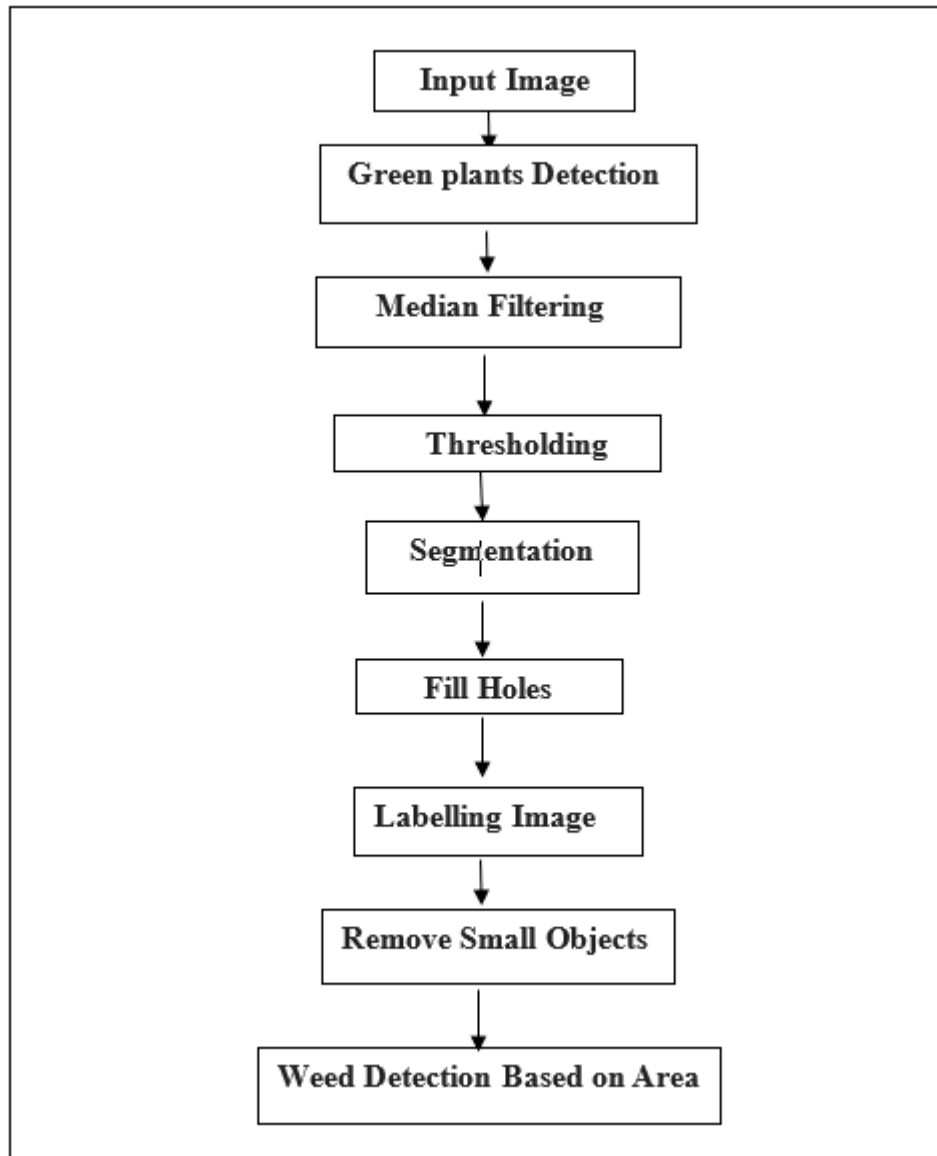 Input Image
Green plants Detection
Median Filtering
Thresholding
Segmentation
Fill Holes
Labelling Image
Remove Small Objects
Weed Detection Based on Area